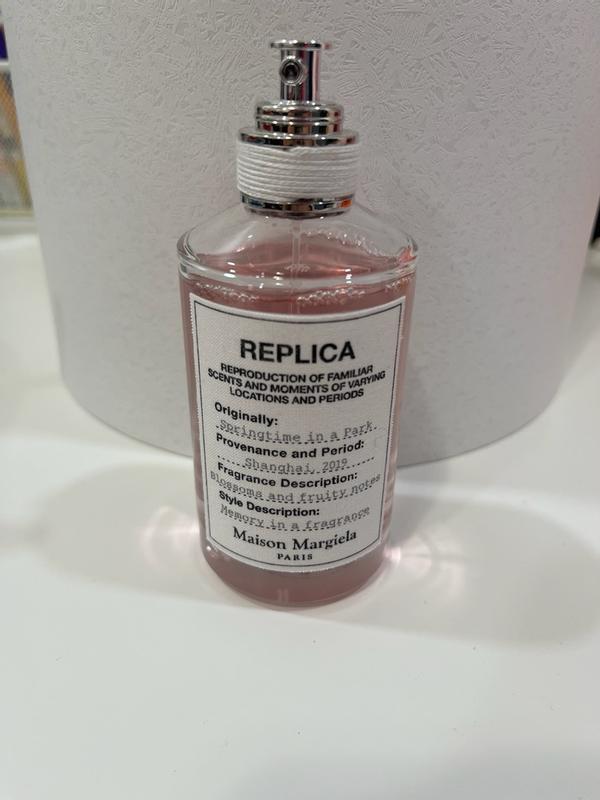 REPLICA
REPRODUCTION OF FAMILIAR
SCENTS AND MOMENTS OF VARYING
LOCATIONS AND PERIODS
Originally:
Springtime in a Park
Provenance and Period:
Shanghai, 2019
Fragrance Description:
Blossoms and fruity notes
Style Description:
Memory in a fragrance
Maison Margiela
PARIS